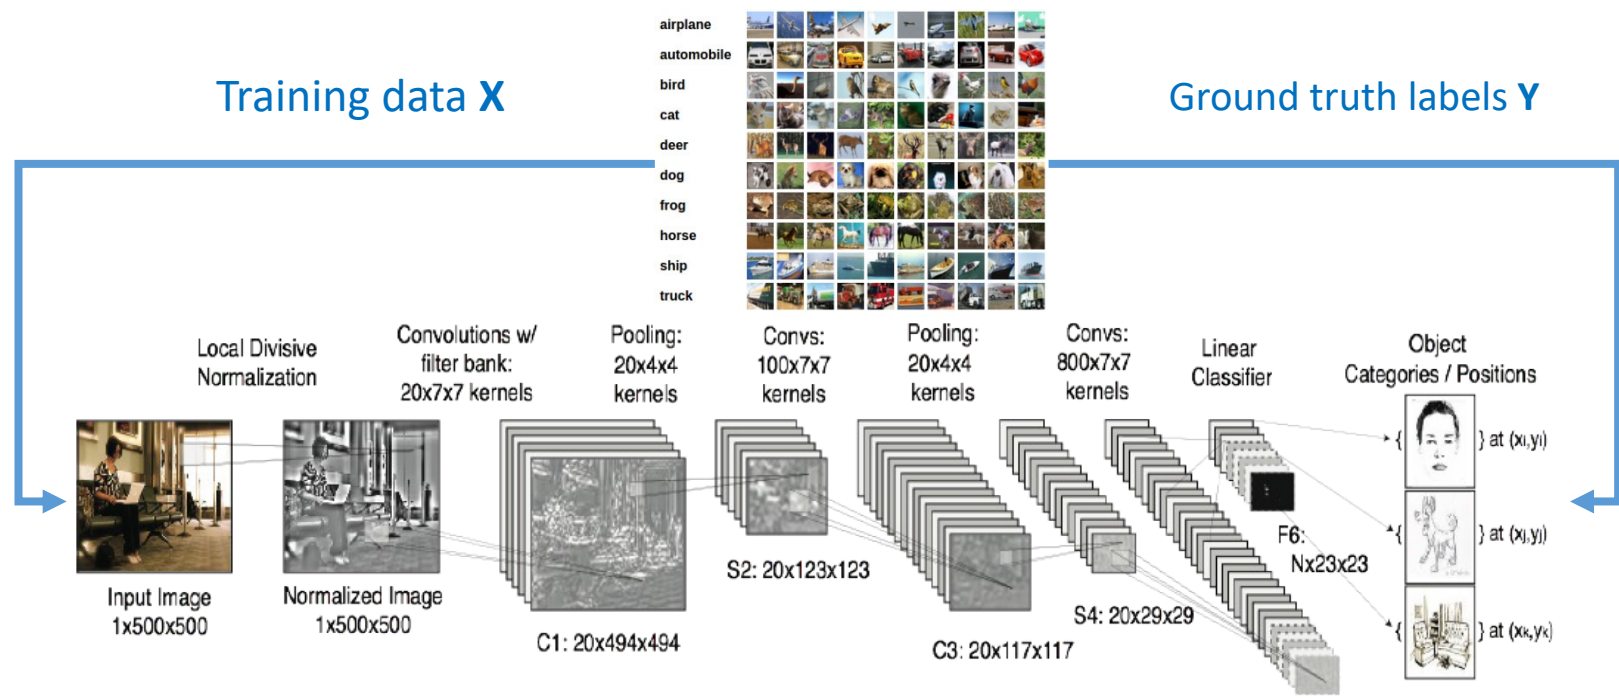 airplane
automobile
bird
cat
deer
dog
frog
horse
ship
truck
Training data X
Ground truth labels Y
Local Divisive
Normalization
Convolutions w/
filter bank:
20x7x7 kernels
Pooling:
20x4x4
kernels
Convs:
100x7x7
kernels
Pooling:
20x4x4
kernels
Convs:
800x7x7
kernels
Linear
Classifier
Object
Categories / Positions
{ } at (xi,yi)
{ } at (xj,yj)
{ } at (xk,yk)
Input Image
1x500x500
Normalized Image
1x500x500
C1: 20x494x494
S2: 20x123x123
C3: 20x117x117
S4: 20x29x29
F6:
Nx23x23